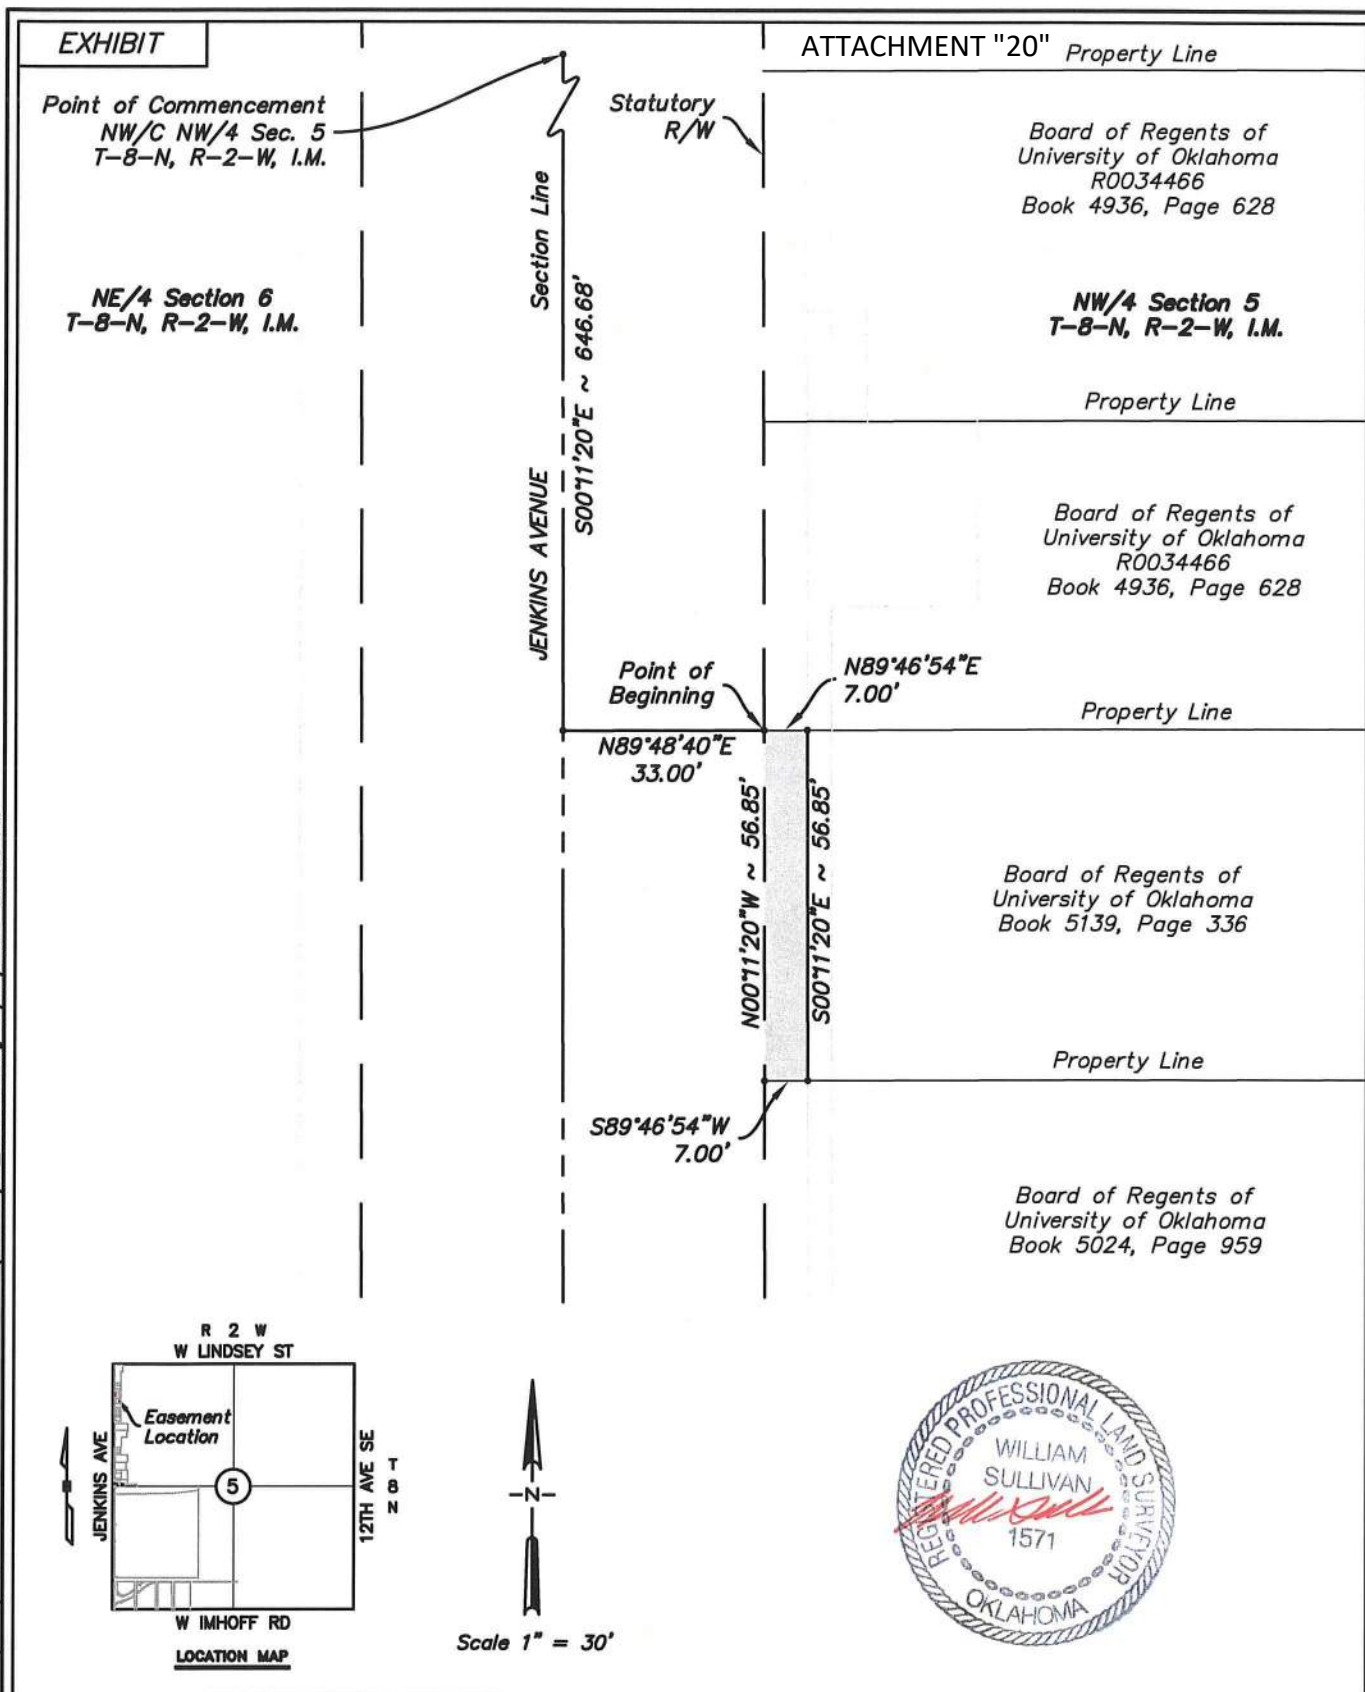 EXHIBIT
ATTACHMENT "20"
Property Line
Point of Commencement
NW/C NW/4 Sec. 5
T-8-N, R-2-W, I.M.
Statutory
R/W
Board of Regents of
University of Oklahoma
R0034466
Book 4936, Page 628
Section Line
S00°11'20"E ~ 646.68'
NE/4 Section 6
T-8-N, R-2-W, I.M.
NW/4 Section 5
T-8-N, R-2-W, I.M.
Property Line
JENKINS AVENUE
Board of Regents of
University of Oklahoma
R0034466
Book 4936, Page 628
Point of
Beginning
N89°46'54"E
7.00'
Property Line
N89°48'40"E
33.00'
N00°11'20"W ~ 56.85'
S00°11'20"E ~ 56.85'
Board of Regents of
University of Oklahoma
Book 5139, Page 336
Property Line
S89°46'54"W
7.00'
Board of Regents of
University of Oklahoma
Book 5024, Page 959
R 2 W
W LINDSEY ST
Easement
Location
JENKINS AVE
5
12TH AVE SE
T
8
N
W IMHOFF RD
LOCATION MAP
N
Scale 1" = 30'
REGISTERED PROFESSIONAL LAND SURVEYOR
WILLIAM
SULLIVAN
1571
OKLAHOMA